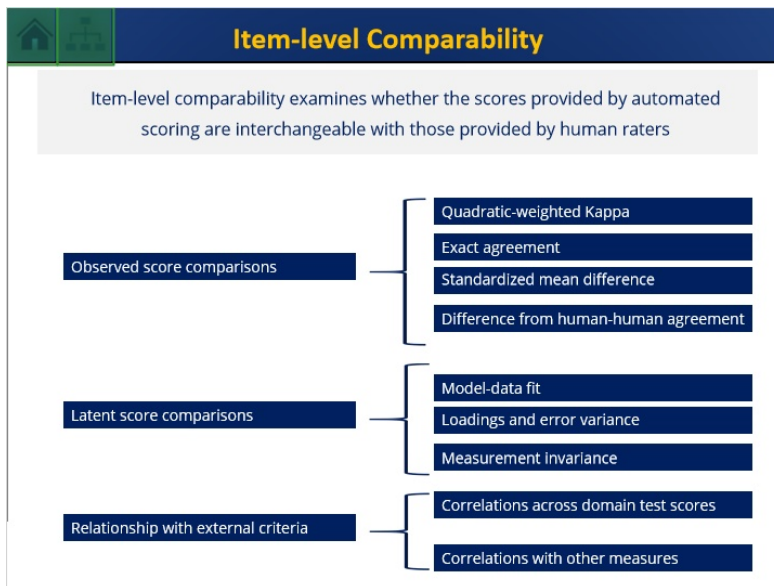 Item-level Comparability
Item-level comparability examines whether the scores provided by automated
scoring are interchangeable with those provided by human raters
Observed score comparisons
Quadratic-weighted Kappa
Exact agreement
Standardized mean difference
Difference from human-human agreement
Latent score comparisons
Model-data fit
Loadings and error variance
Measurement invariance
Relationship with external criteria
Correlations across domain test scores
Correlations with other measures